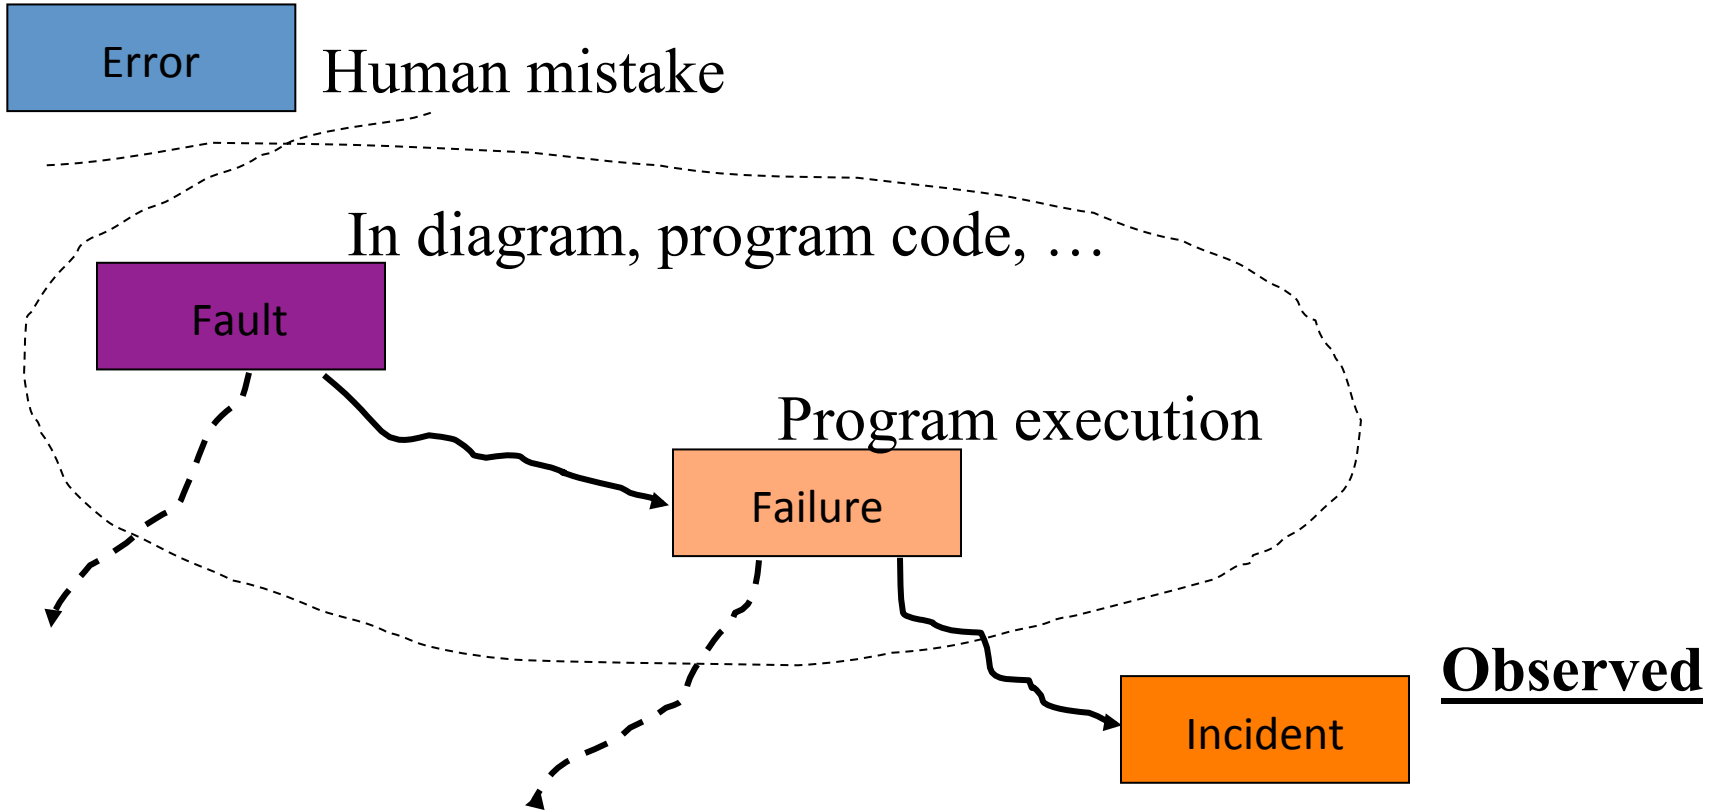 Error
Human mistake
In diagram, program code, …
Fault
Program execution
Failure
Observed
Incident